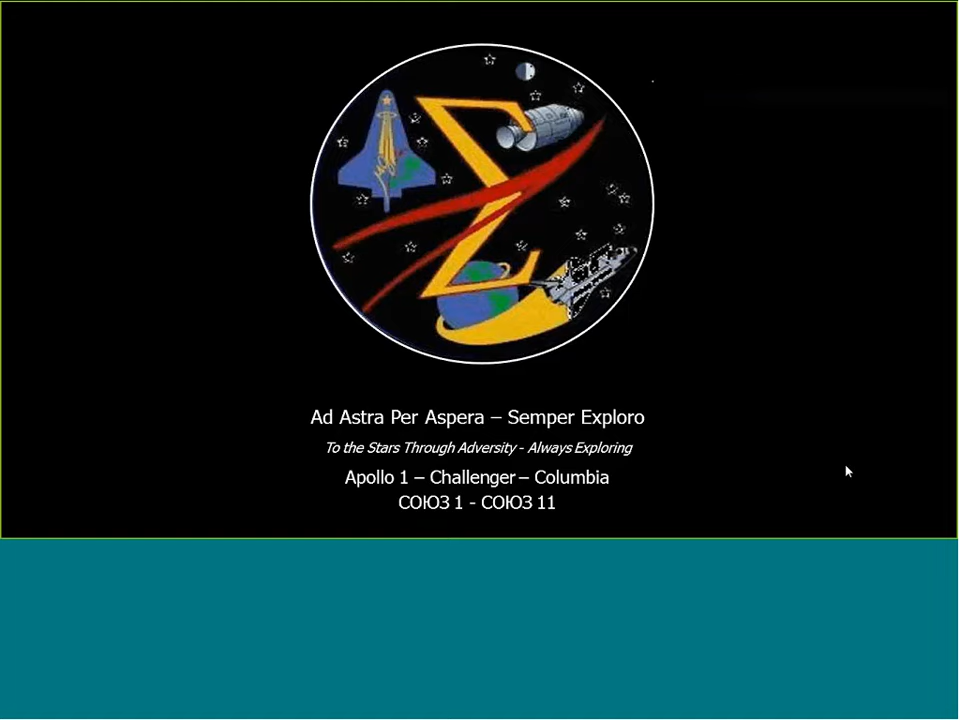 Ad Astra Per Aspera – Semper Exploro
To the Stars Through Adversity - Always Exploring
Apollo 1 – Challenger – Columbia
СОЮЗ 1 - СОЮЗ 11